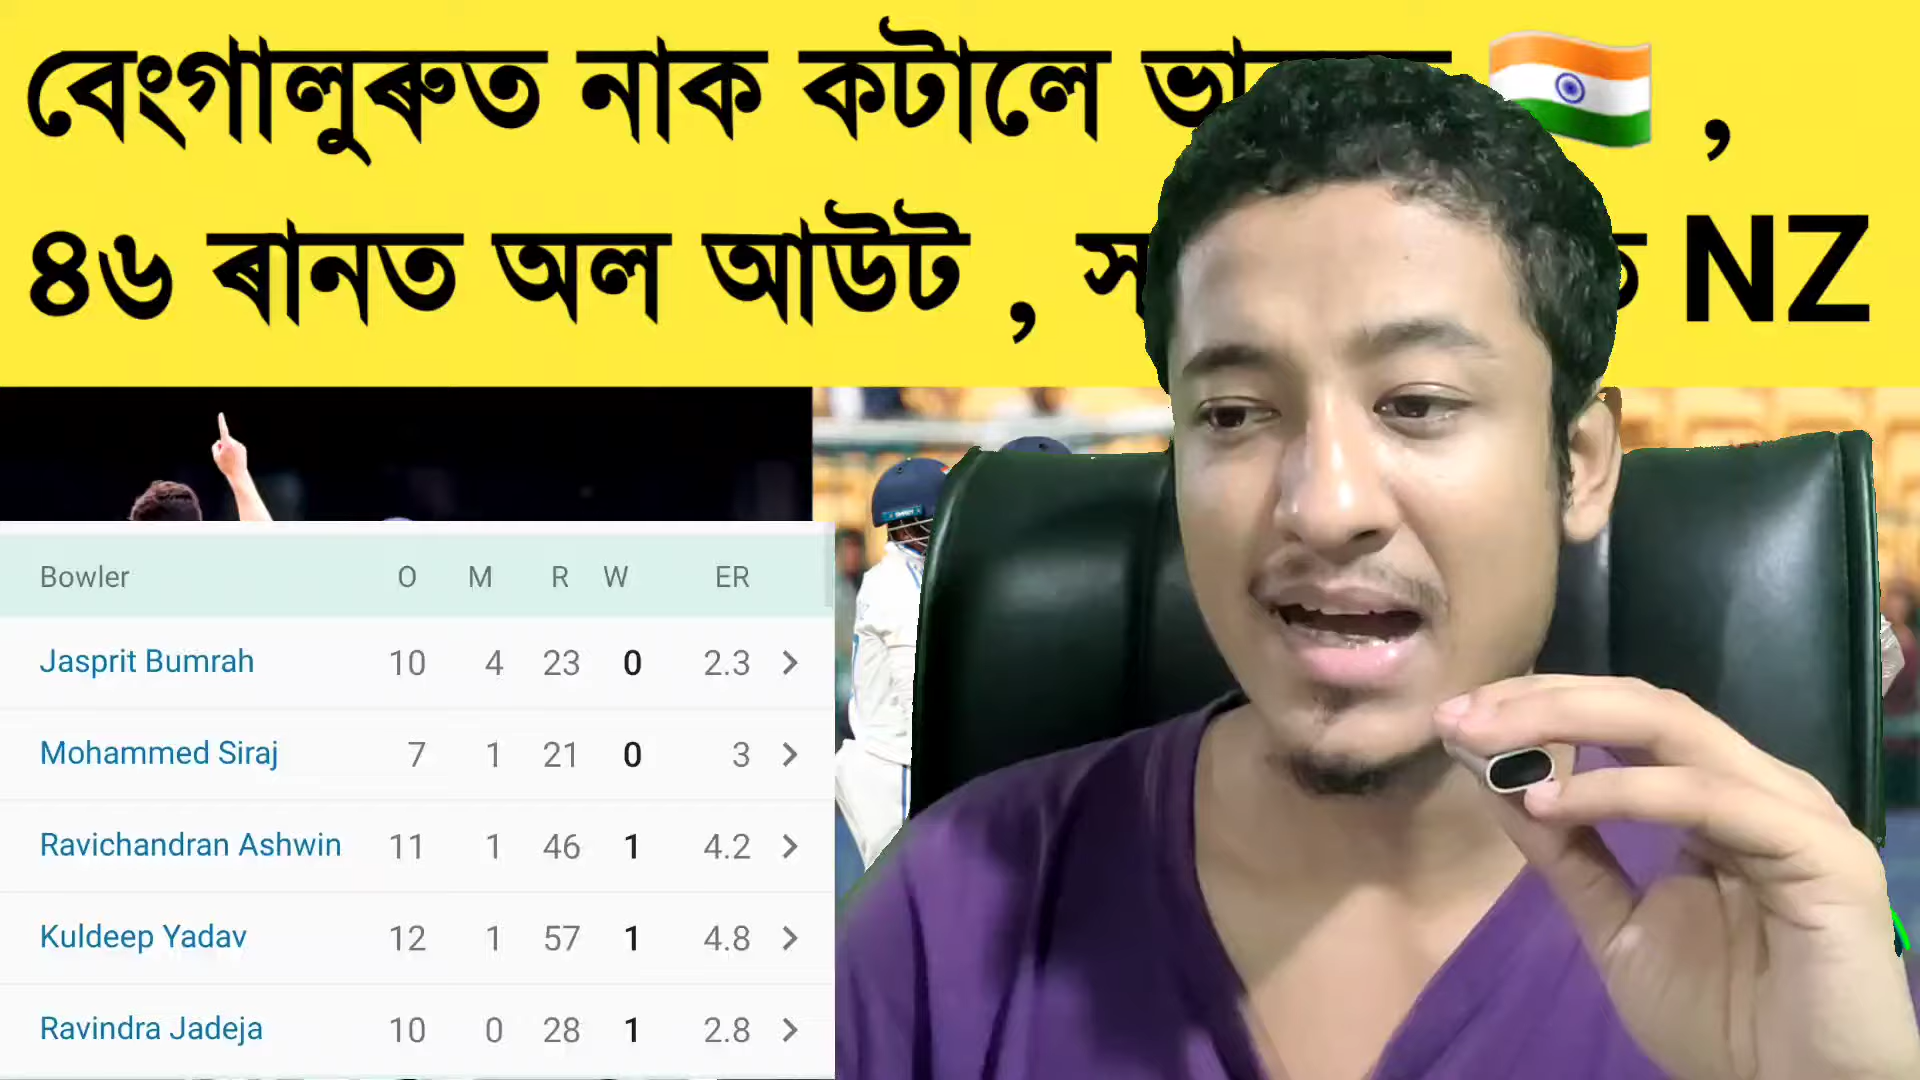 বেংগালুৰুত নাক কটালে 🇮🇳 ,
৪৬ ৰানত অল আউট , NZ
Bowler O M R W ER
Jasprit Bumrah 10 4 23 0 2.3
Mohammed Siraj 7 1 21 0 3
Ravichandran Ashwin 11 1 46 1 4.2
Kuldeep Yadav 12 1 57 1 4.8
Ravindra Jadeja 10 0 28 1 2.8